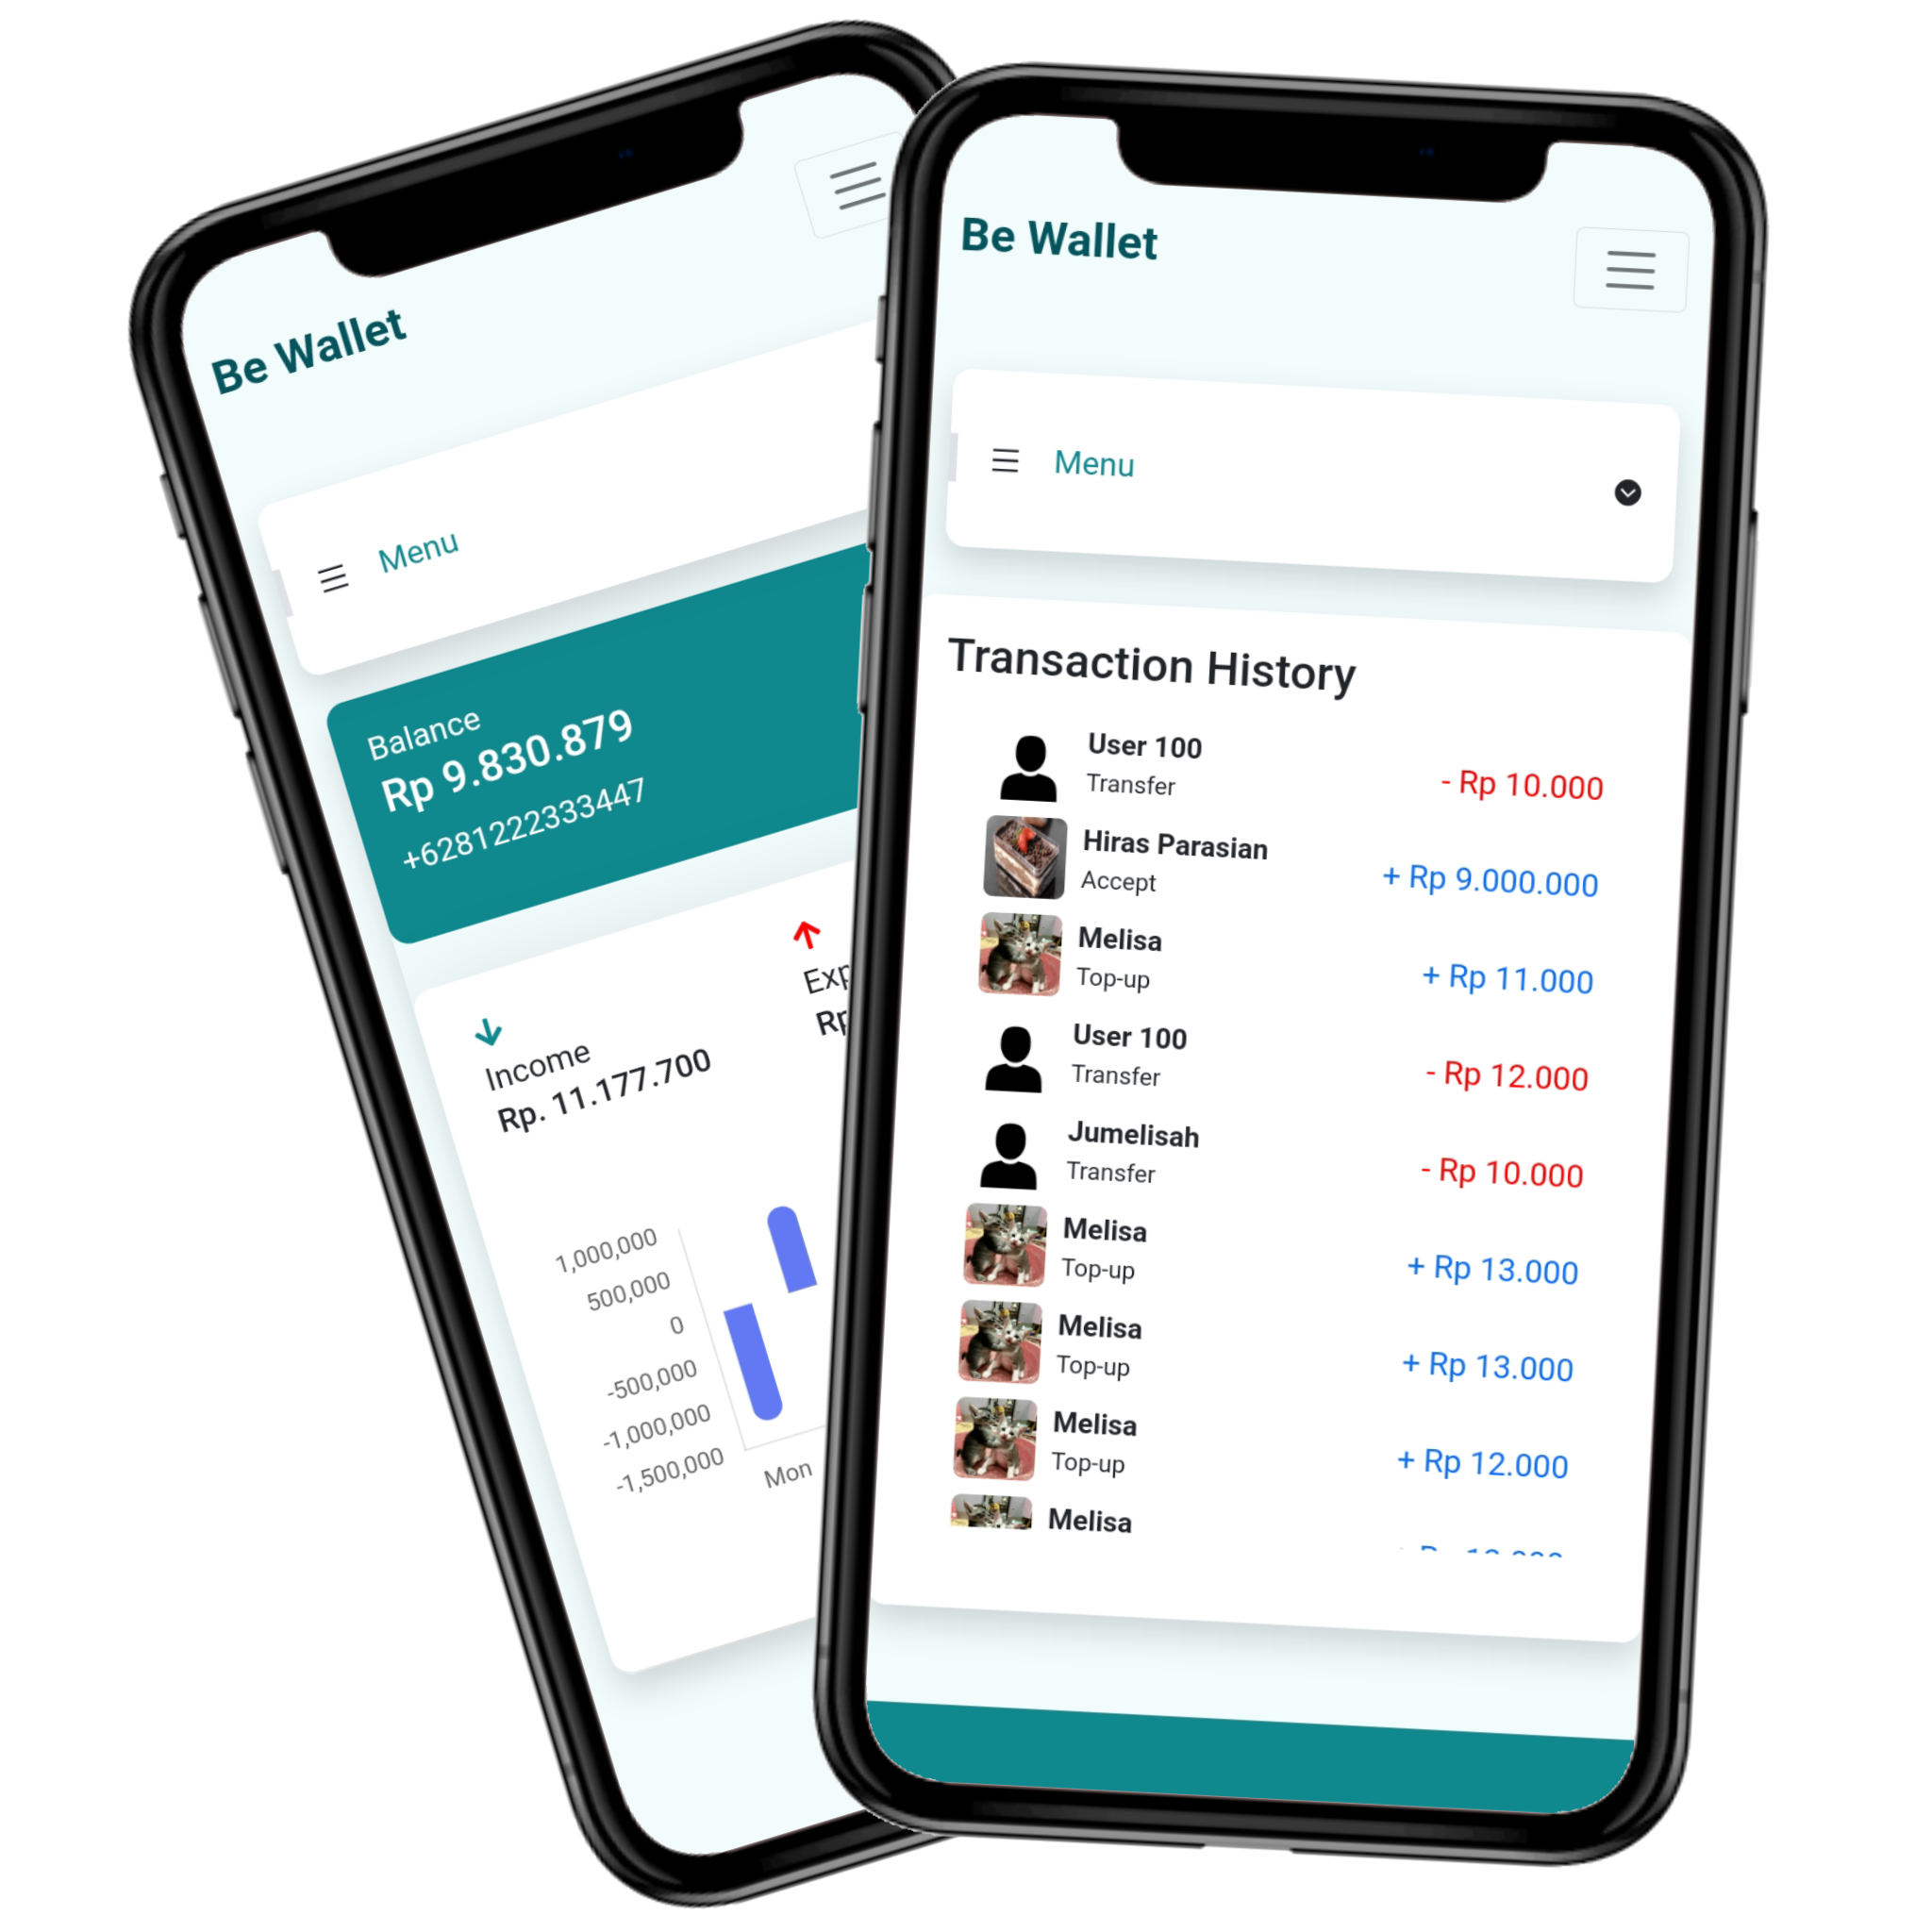 Be Wallet
Menu
Balance
Rp 9.830.879
+6281222333447
Income
Rp. 11.177.700
Rp
1,000,000
500,000
0
-500,000
-1,000,000
-1,500,000
Mon
Be Wallet
Menu
Transaction History
User 100
Transfer
- Rp 10.000
Hiras Parasian
Accept
+ Rp 9.000.000
Melisa
Top-up
+ Rp 11.000
User 100
Transfer
- Rp 12.000
Jumelisah
Transfer
- Rp 10.000
Melisa
Top-up
+ Rp 13.000
Melisa
Top-up
+ Rp 13.000
Melisa
Top-up
+ Rp 12.000
Melisa